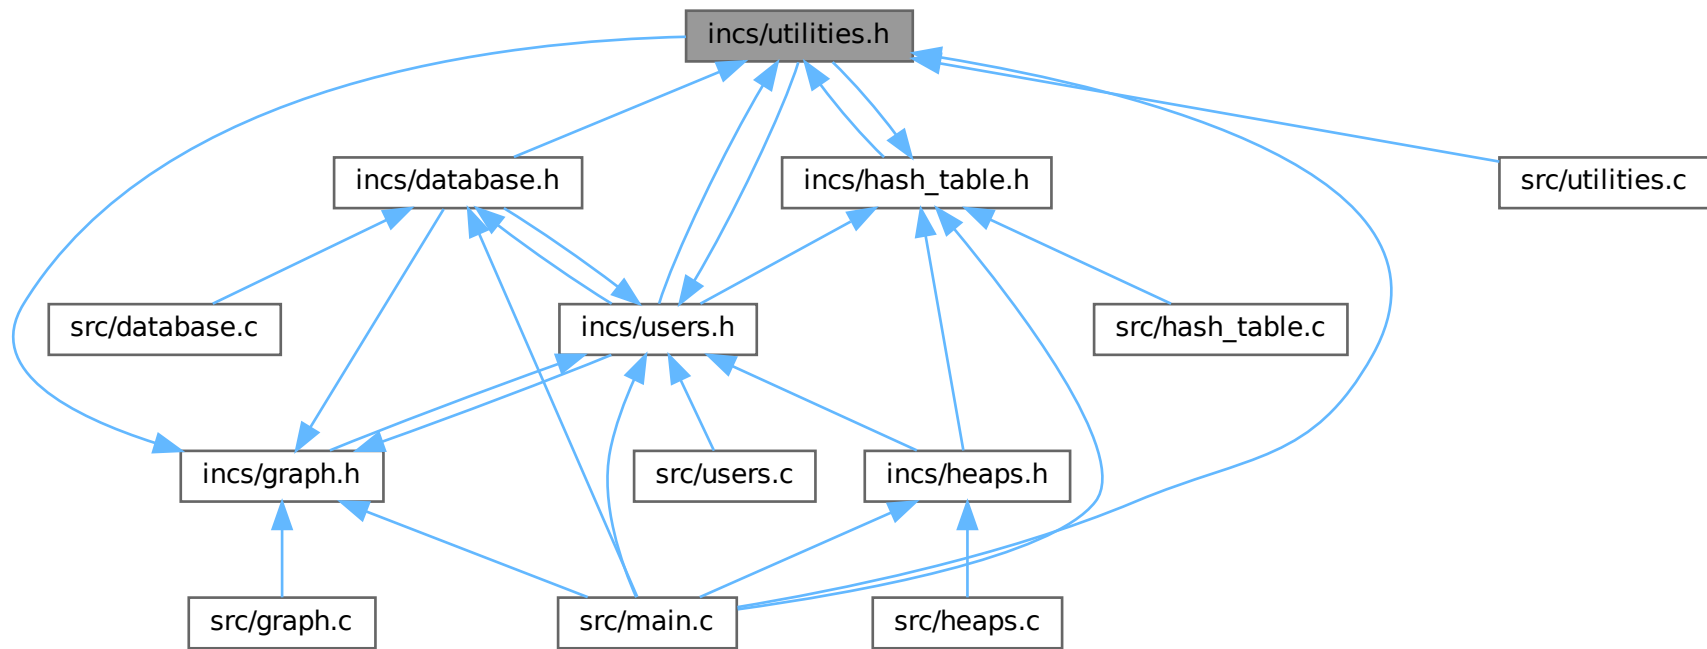 incs/utilities.h
incs/database.h
incs/hash_table.h
src/utilities.c
src/database.c
incs/users.h
src/hash_table.c
incs/graph.h
src/users.c
incs/heaps.h
src/graph.c
src/main.c
src/heaps.c